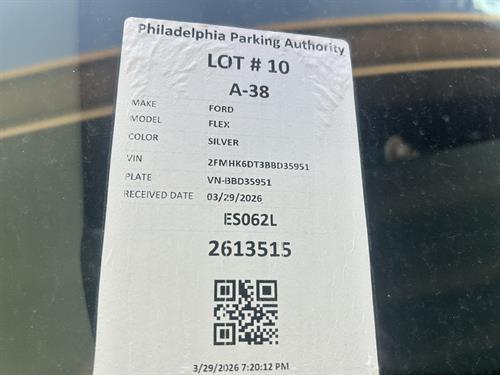 Philadelphia Parking Authority
LOT # 10
A-38
MAKE FORD
MODEL FLEX
COLOR SILVER
VIN 2FMHK6DT3BBD35951
PLATE VN-BBD35951
RECEIVED DATE 03/29/2026
ES062L
2613515
3/29/2026 7:20:12 PM